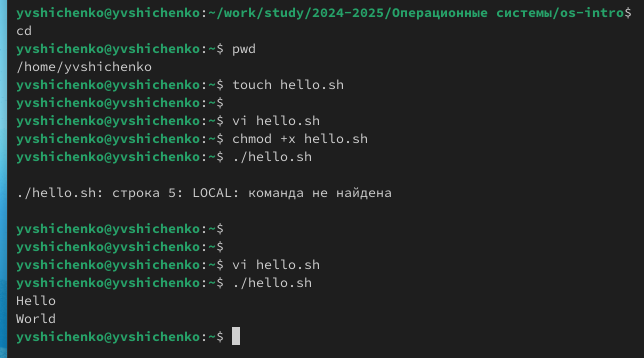 yvshichenko@yvshichenko:~/work/study/2024-2025/Операционные системы/os-intro$
cd
yvshichenko@yvshichenko:~$ pwd
/home/yvshichenko
yvshichenko@yvshichenko:~$ touch hello.sh
yvshichenko@yvshichenko:~$
yvshichenko@yvshichenko:~$ vi hello.sh
yvshichenko@yvshichenko:~$ chmod +x hello.sh
yvshichenko@yvshichenko:~$ ./hello.sh
./hello.sh: строка 5: LOCAL: команда не найдена
yvshichenko@yvshichenko:~$
yvshichenko@yvshichenko:~$
yvshichenko@yvshichenko:~$ vi hello.sh
yvshichenko@yvshichenko:~$ ./hello.sh
Hello
World
yvshichenko@yvshichenko:~$